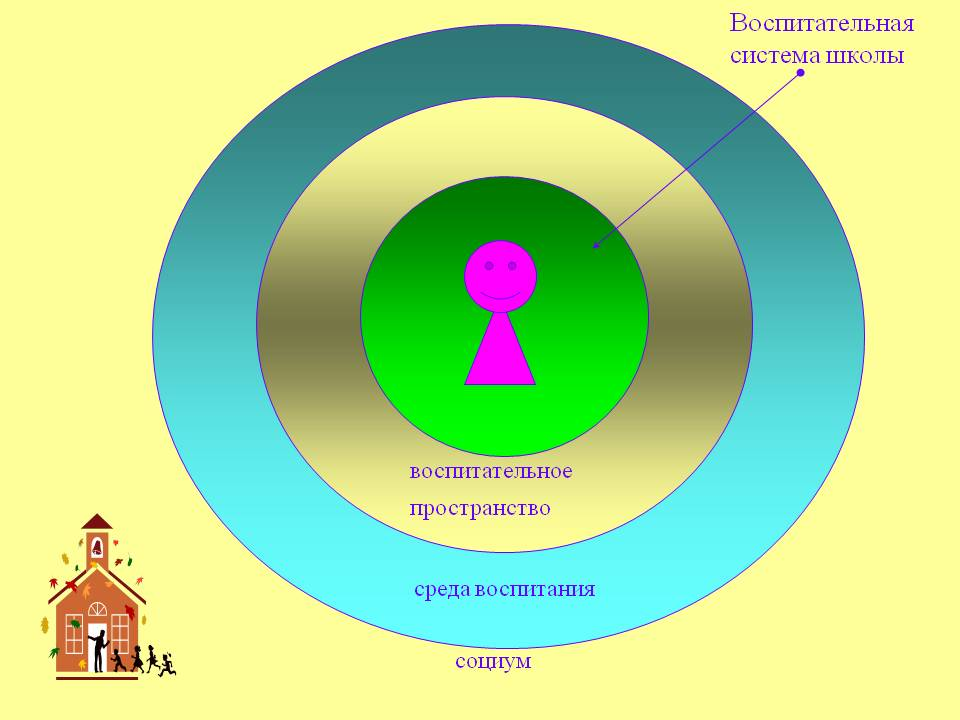 Воспитательная
система школы
воспитательное
пространство
среда воспитания
социум